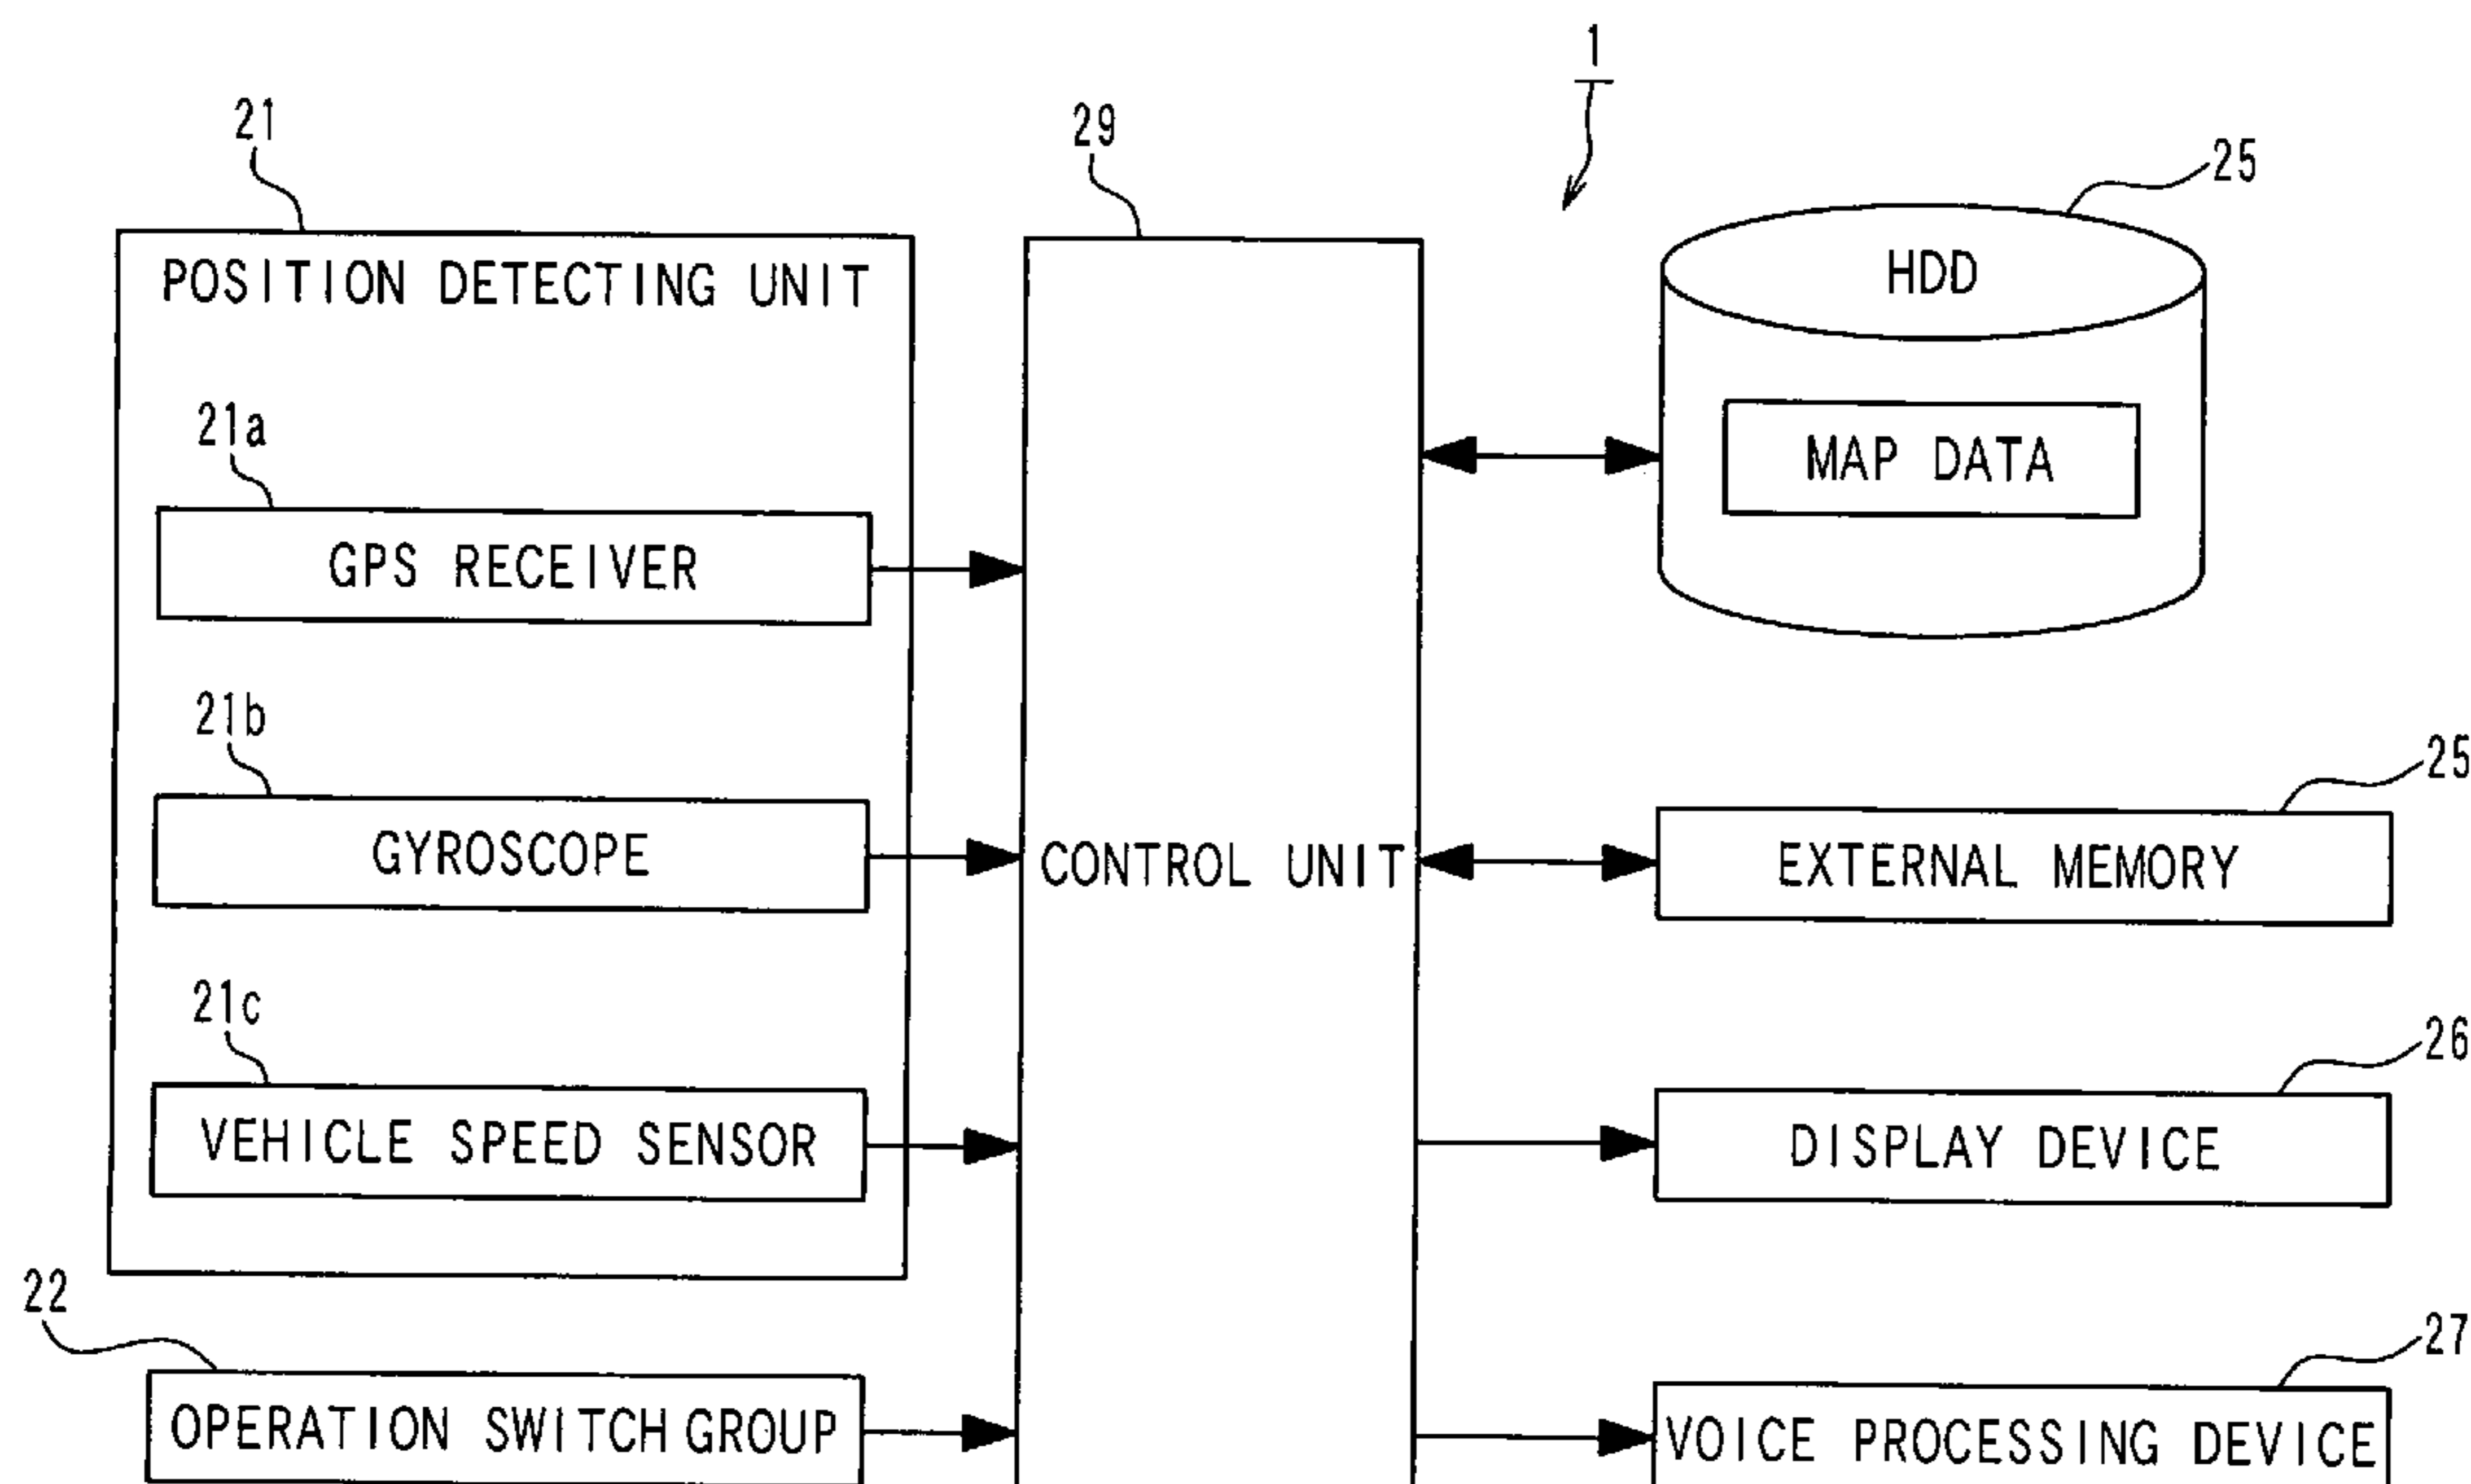 1
21
29
25
POSITION DETECTING UNIT
HDD
21a
MAP DATA
GPS RECEIVER
21b
25
GYROSCOPE
CONTROL UNIT
EXTERNAL MEMORY
21c
26
VEHICLE SPEED SENSOR
DISPLAY DEVICE
22
27
OPERATION SWITCH GROUP
VOICE PROCESSING DEVICE